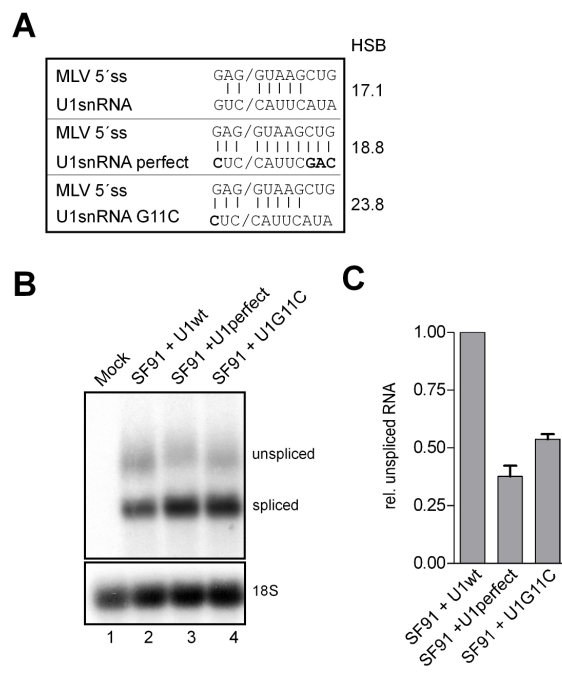 A
HSB
MLV 5´ss GAG/GUAAGCUG
U1snRNA GUC/CAUUCAUA
17.1
MLV 5´ss GAG/GUAAGCUG
U1snRNA perfect CUC/CAUUCGAC
18.8
MLV 5´ss GAG/GUAAGCUG
U1snRNA G11C CUC/CAUUCAUA
23.8
B
Mock
SF91 + U1wt
SF91 +U1perfect
SF91 + U1G11C
unspliced
spliced
18S
1 2 3 4
C
rel. unspliced RNA
1.00
0.75
0.50
0.25
0.00
SF91 + U1wt
SF91 +U1perfect
SF91 + U1G11C